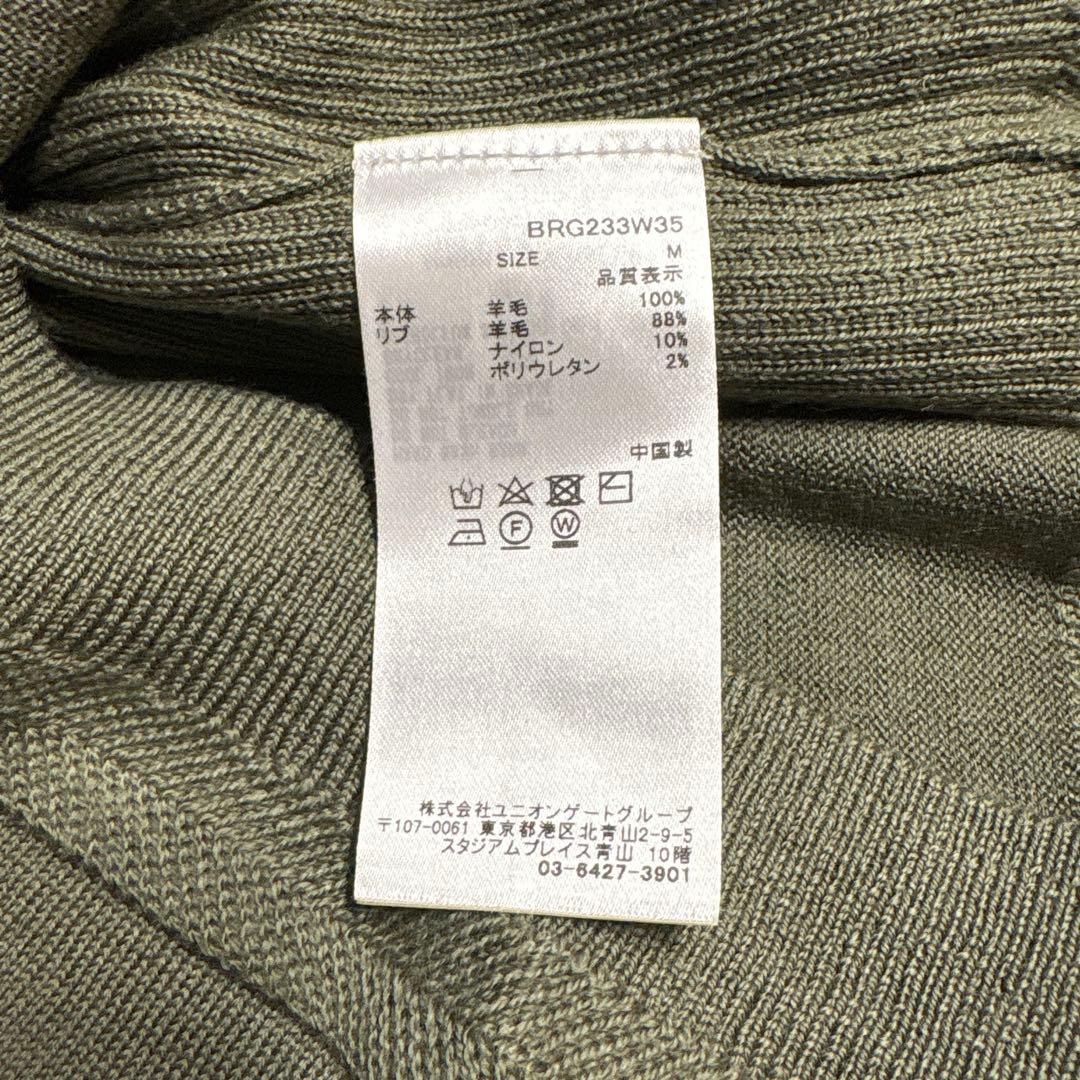 BRG233W35
SIZE M
品質表示
本体 羊毛 100%
リブ 羊毛 88%
ナイロン 10%
ポリウレタン 2%
中国製
F W
株式会社ユニオンゲートグループ
〒107-0061 東京都港区北青山2-9-5
スタジアムプレイス青山 10階
03-6427-3901